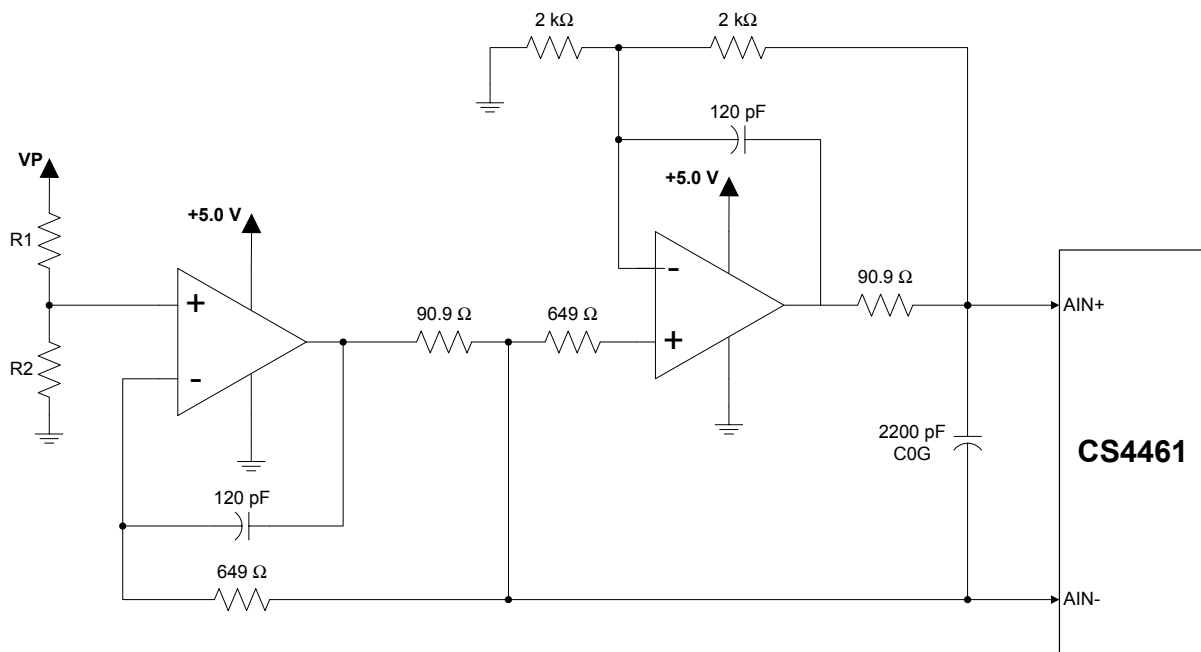 2 kΩ
2 kΩ
120 pF
VP
+5.0 V
+5.0 V
R1
+
-
90.9 Ω
AIN+
90.9 Ω
649 Ω
+
R2
-
2200 pF
C0G
CS4461
120 pF
649 Ω
AIN-